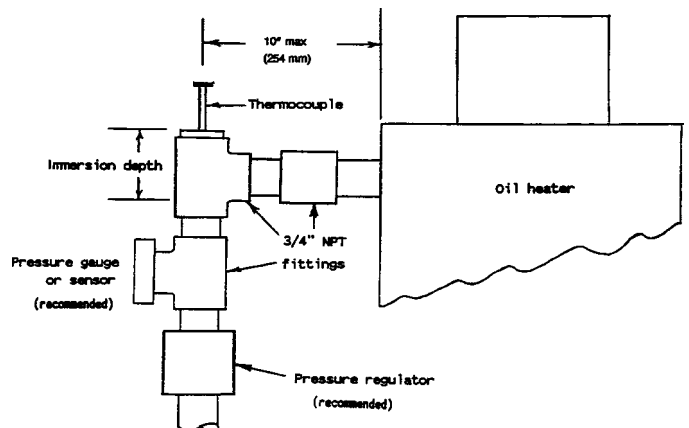 10" max
(254 mm)
Thermocouple
Immersion depth
Oil heater
3/4" NPT
fittings
Pressure gauge
or sensor
(recommended)
Pressure regulator
(recommended)